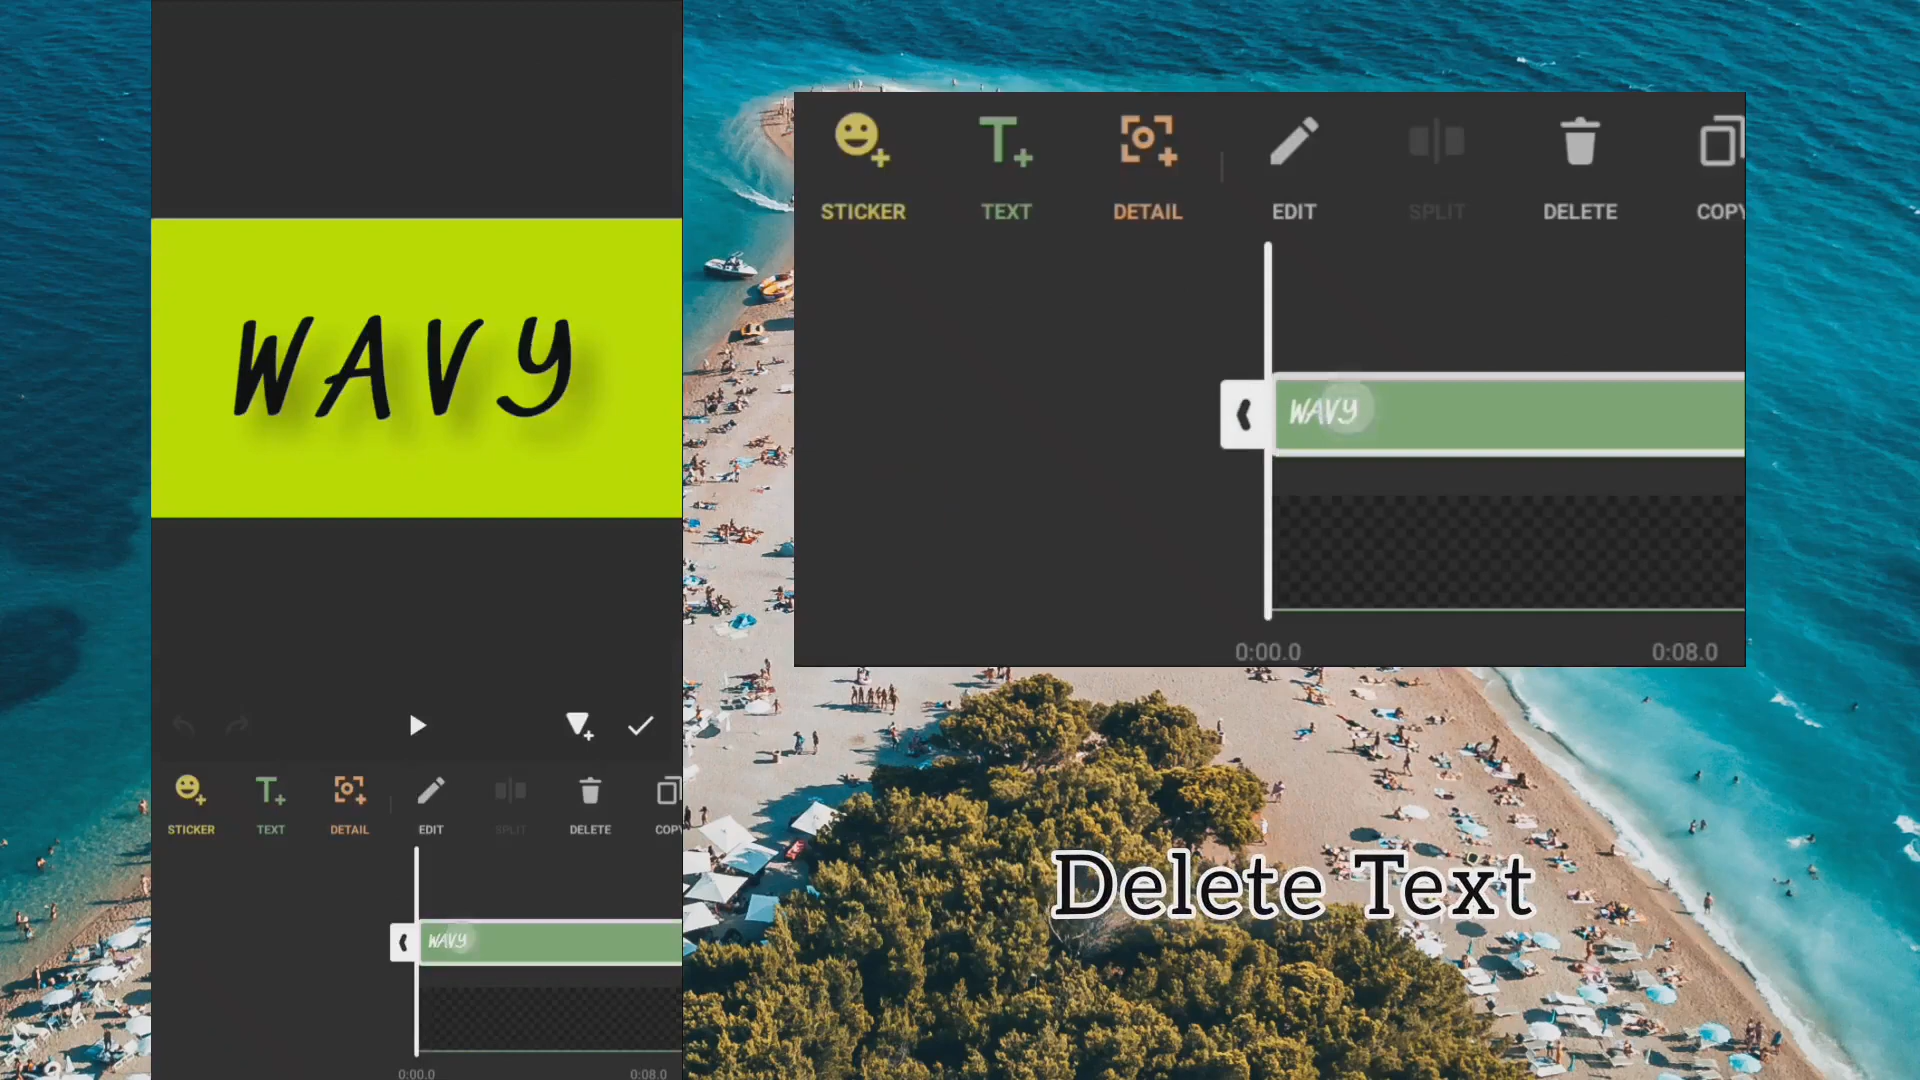 WAVY
STICKER TEXT DETAIL EDIT SPLIT DELETE COPY
WAVY
0:00.0 0:08.0
STICKER TEXT DETAIL EDIT SPLIT DELETE COPY
WAVY
0:00.0 0:08.0
Delete Text